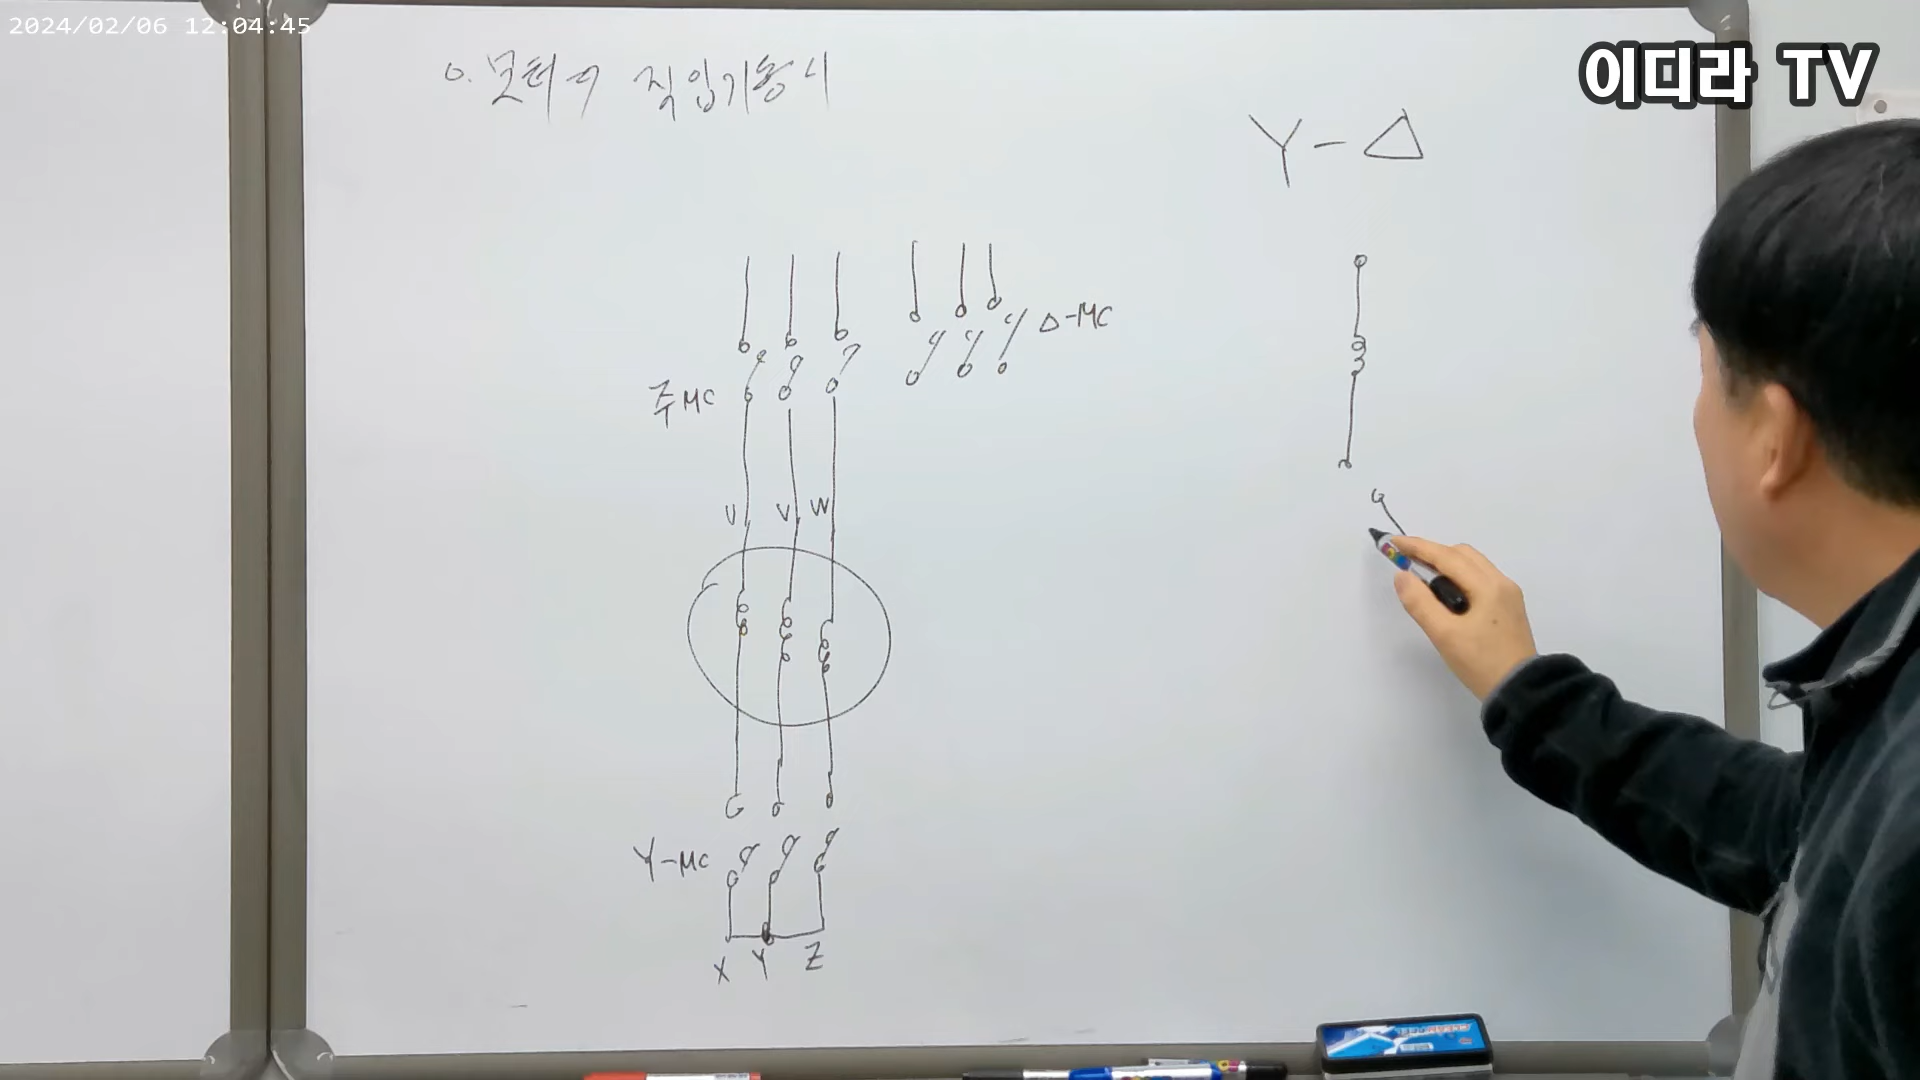 2024/02/06 12:04:45
이디라 TV
0. 모터의 직입기동시
Y-Δ
Δ-MC
주MC
U V W
Y-MC
X Y Z